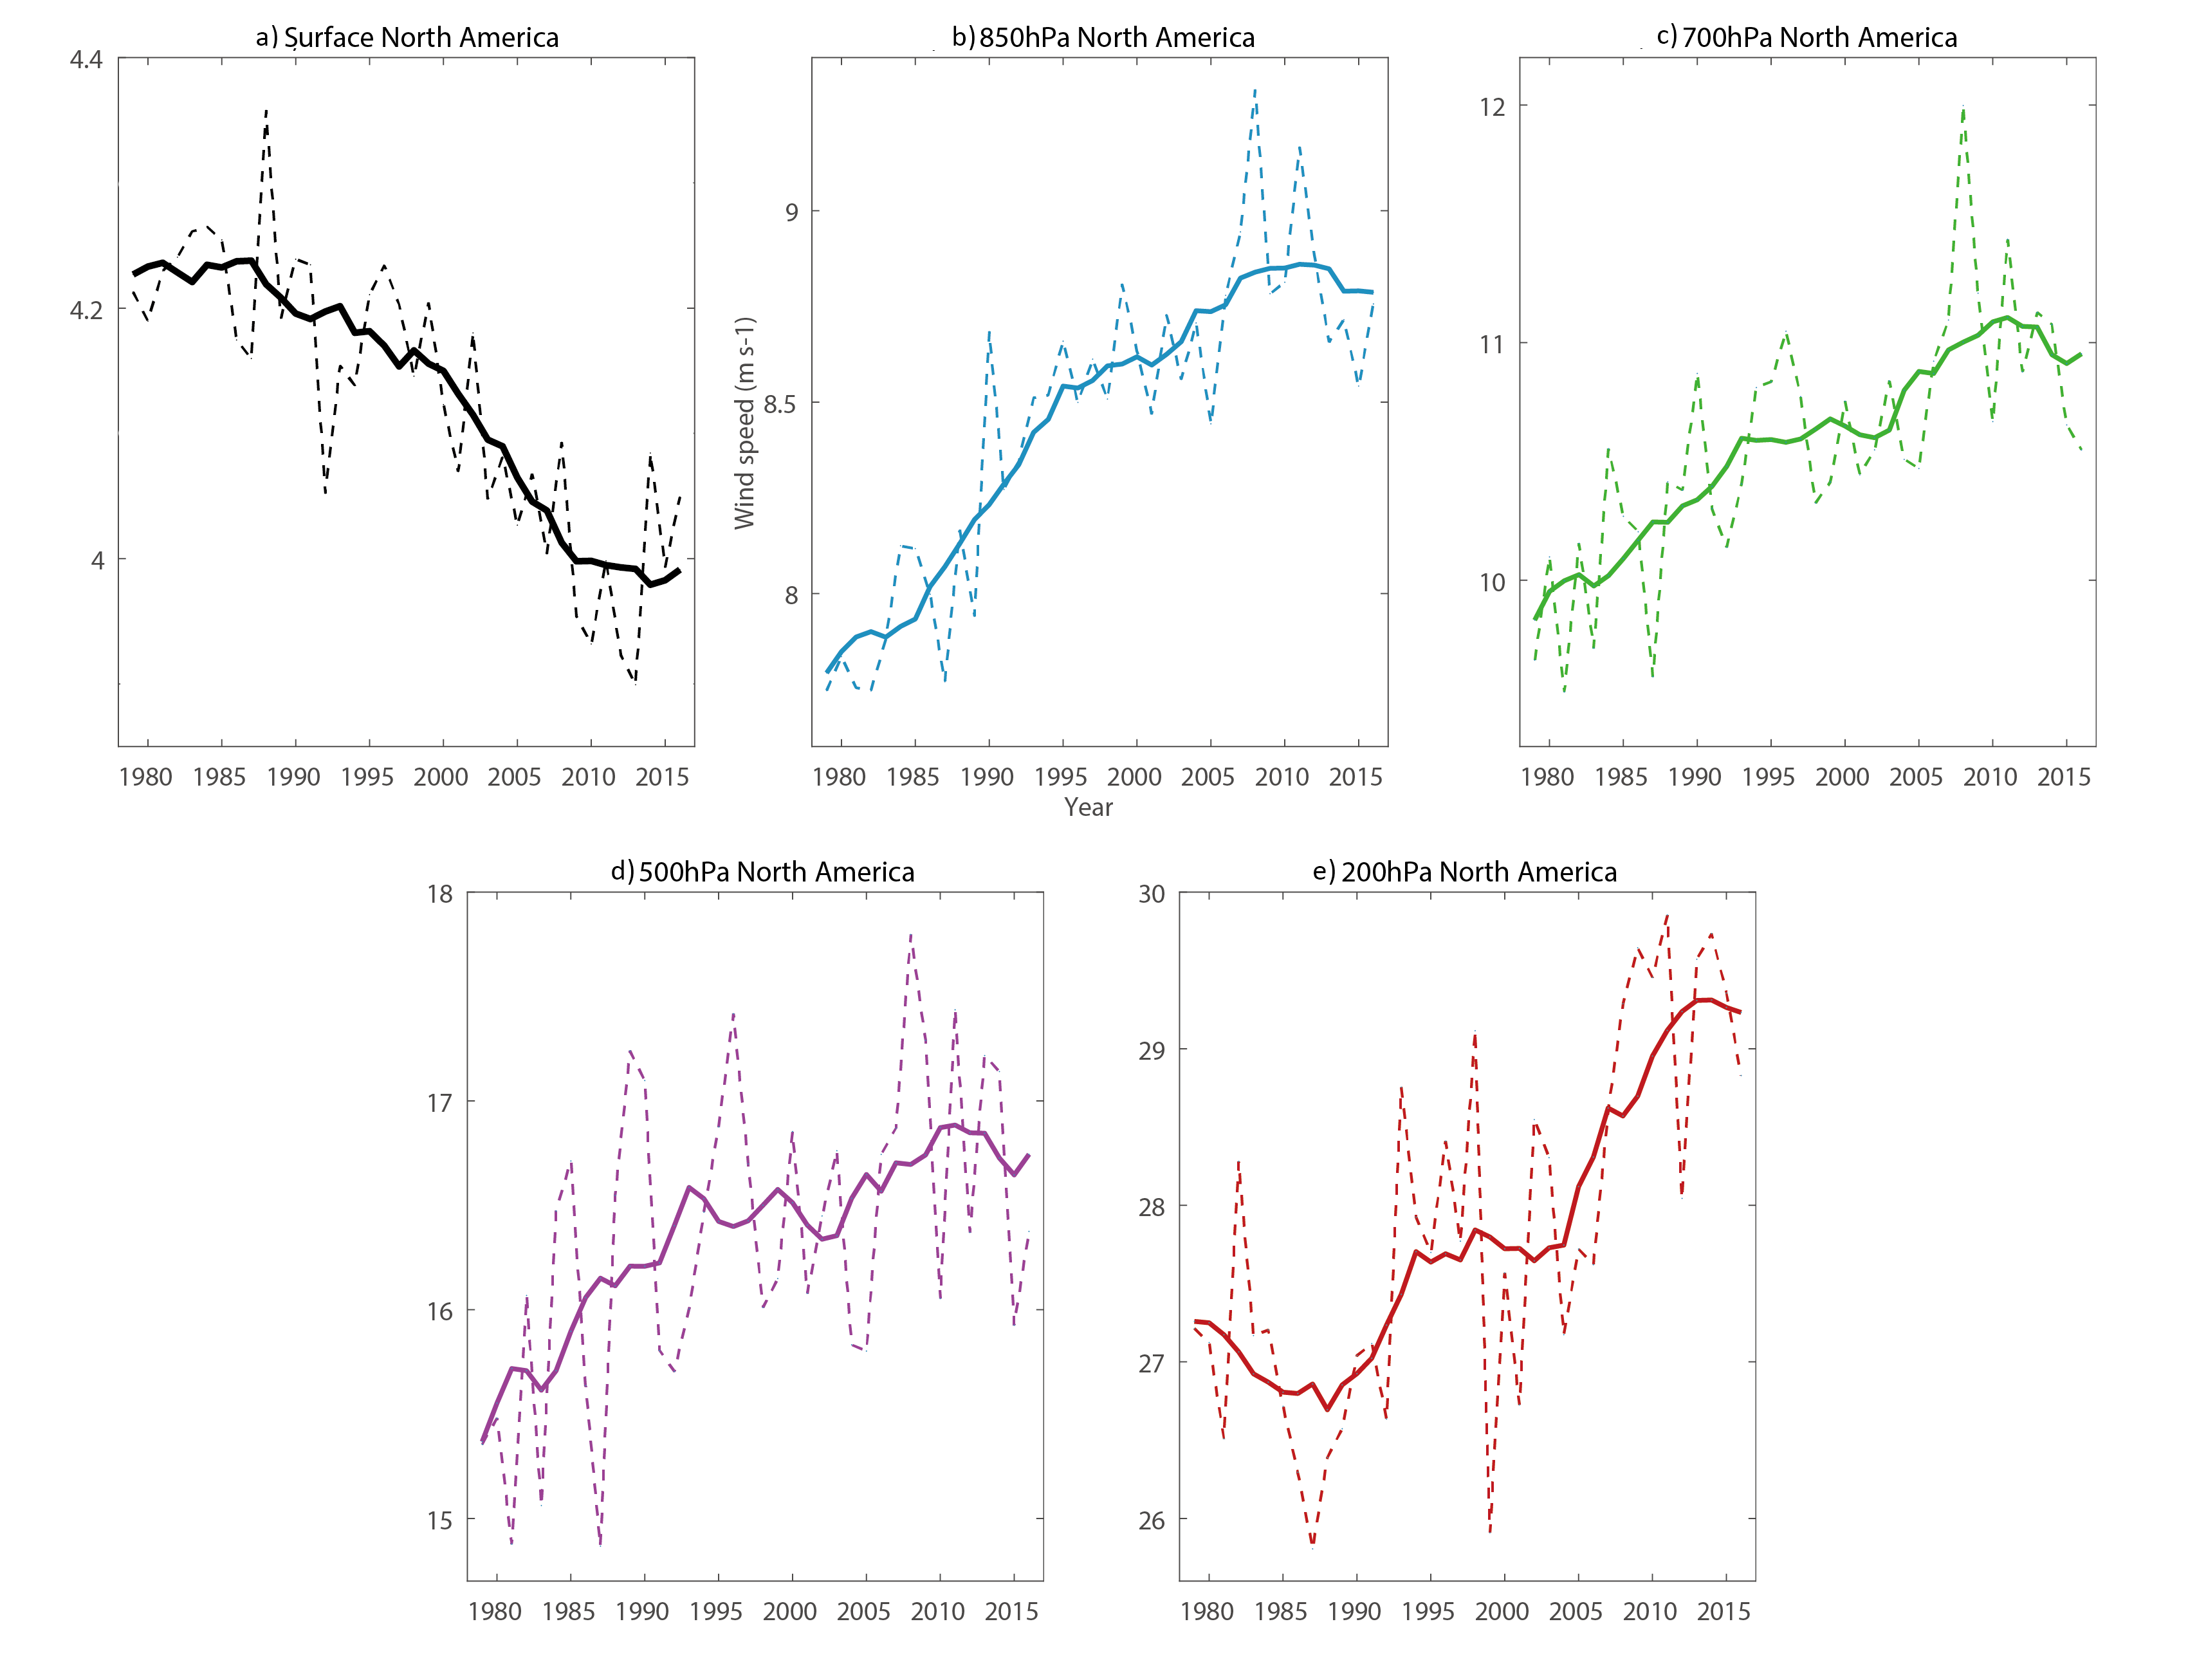 a) Surface North America
4.4
4.2
4
1980 1985 1990 1995 2000 2005 2010 2015
b) 850hPa North America
Wind speed (m s-1)
9
8.5
8
1980 1985 1990 1995 2000 2005 2010 2015
Year
c) 700hPa North America
12
11
10
1980 1985 1990 1995 2000 2005 2010 2015
d) 500hPa North America
18
17
16
15
1980 1985 1990 1995 2000 2005 2010 2015
e) 200hPa North America
30
29
28
27
26
1980 1985 1990 1995 2000 2005 2010 2015